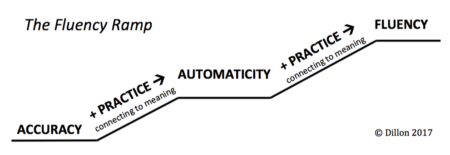 The Fluency Ramp
FLUENCY
+ PRACTICE →
connecting to meaning
AUTOMATICITY
+ PRACTICE →
connecting to meaning
ACCURACY
© Dillon 2017